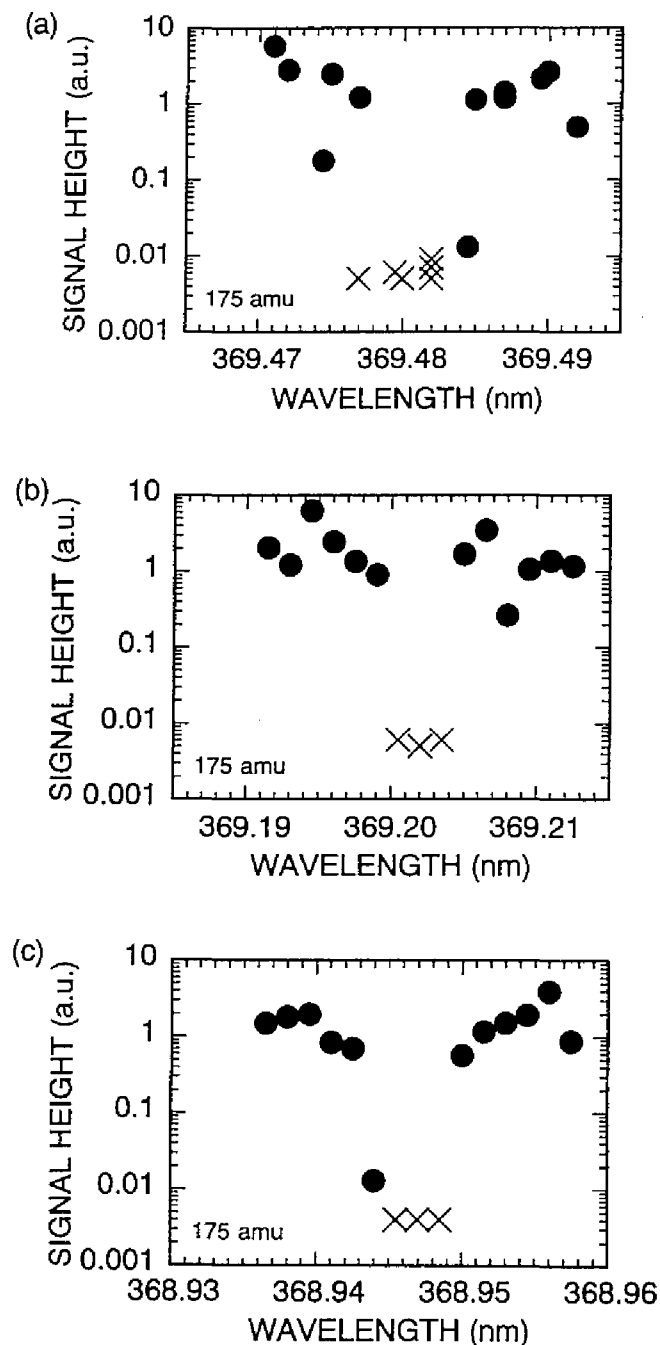 (a)
SIGNAL HEIGHT (a.u.)
10
1
0.1
0.01
0.001
175 amu
369.47 369.48 369.49
WAVELENGTH (nm)
(b)
SIGNAL HEIGHT (a.u.)
10
1
0.1
0.01
0.001
175 amu
369.19 369.20 369.21
WAVELENGTH (nm)
(c)
SIGNAL HEIGHT (a.u.)
10
1
0.1
0.01
0.001
175 amu
368.93 368.94 368.95 368.96
WAVELENGTH (nm)